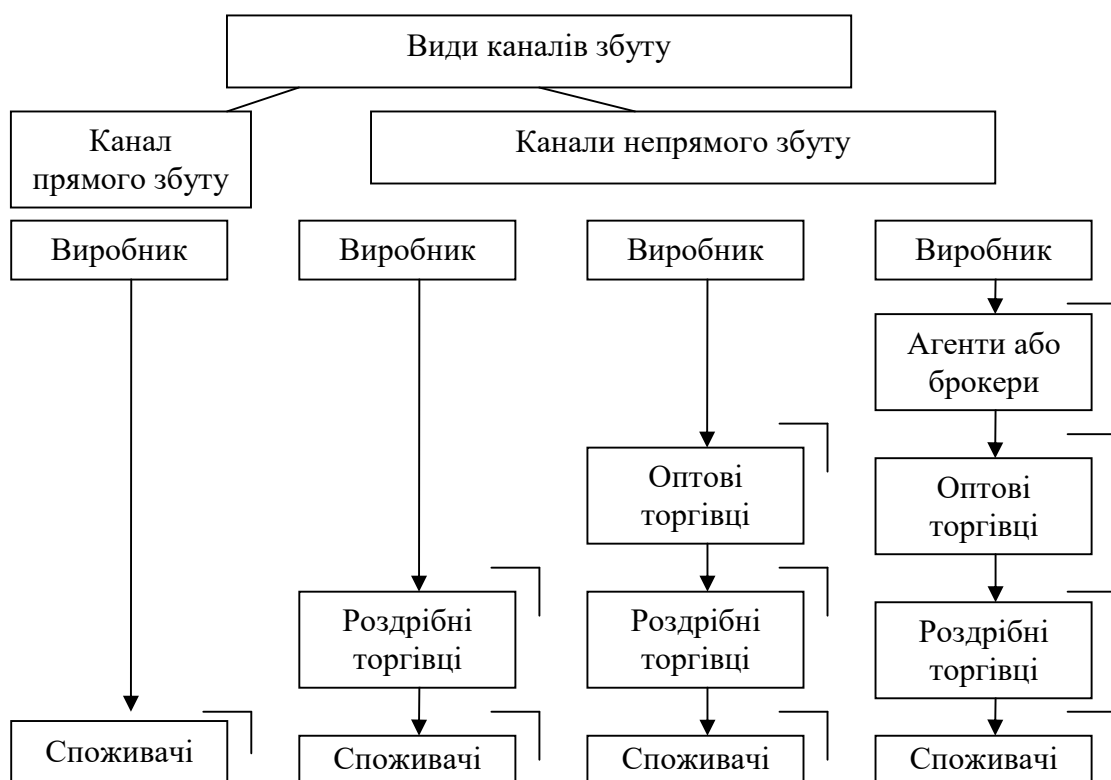 Види каналів збуту
Канал
прямого збуту
Канали непрямого збуту
Виробник
Виробник
Виробник
Виробник
Агенти або
брокери
Оптові
торгівці
Оптові
торгівці
Роздрібні
торгівці
Роздрібні
торгівці
Роздрібні
торгівці
Споживачі
Споживачі
Споживачі
Споживачі